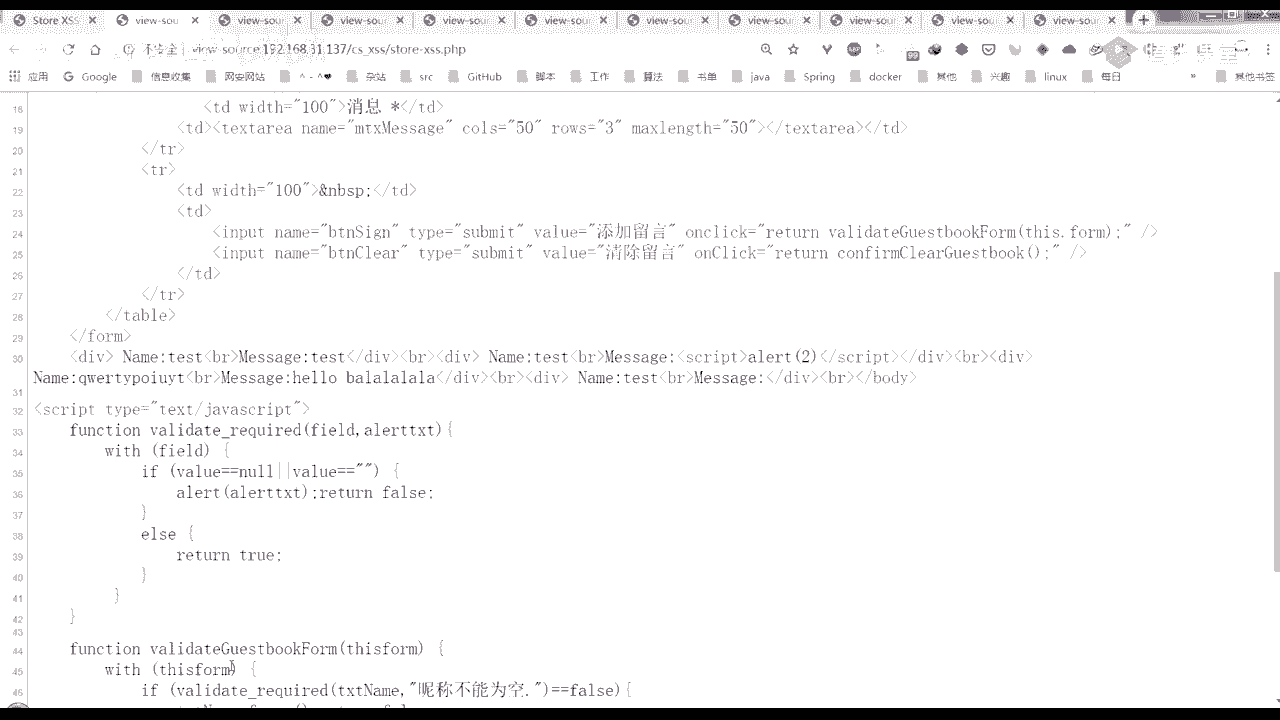 Store XSS
view-sou
view-sou
view-sou
view-sou
view-sou
view-sou
view-sou
view-sou
view-sou
view-sou
不安全 view-source:192.168.31.137/cs_xss/store-xss.php
99
应用 Google 信息收集 网安网站 ^ - ^❤ 杂站 src GitHub 脚本 工作 算法 书单 java Spring docker 其他 兴趣 linux 每日 » 其他书签
18 <td width="100">消息 *</td>
19 <td><textarea name="mtxMessage" cols="50" rows="3" maxlength="50"></textarea></td>
20 </tr>
21 <tr>
22 <td width="100">&nbsp;</td>
23 <td>
24 <input name="btnSign" type="submit" value="添加留言" onclick="return validateGuestbookForm(this.form);" />
25 <input name="btnClear" type="submit" value="清除留言" onClick="return confirmClearGuestbook();" />
26 </td>
27 </tr>
28 </table>
29 </form>
30 <div> Name:test<br>Message:test</div><br><div> Name:test<br>Message:<script>alert(2)</script></div><br><div>
Name:qwertypoiuyt<br>Message:hello balalalala</div><br><div> Name:test<br>Message:</div><br></body>
31
32 <script type="text/javascript">
33 function validate_required(field,alerttxt){
34 with (field) {
35 if (value==null||value=="") {
36 alert(alerttxt);return false;
37 }
38 else {
39 return true;
40 }
41 }
42 }
43
44 function validateGuestbookForm(thisform) {
45 with (thisform) {
46 if (validate_required(txtName,"昵称不能为空.")==false){